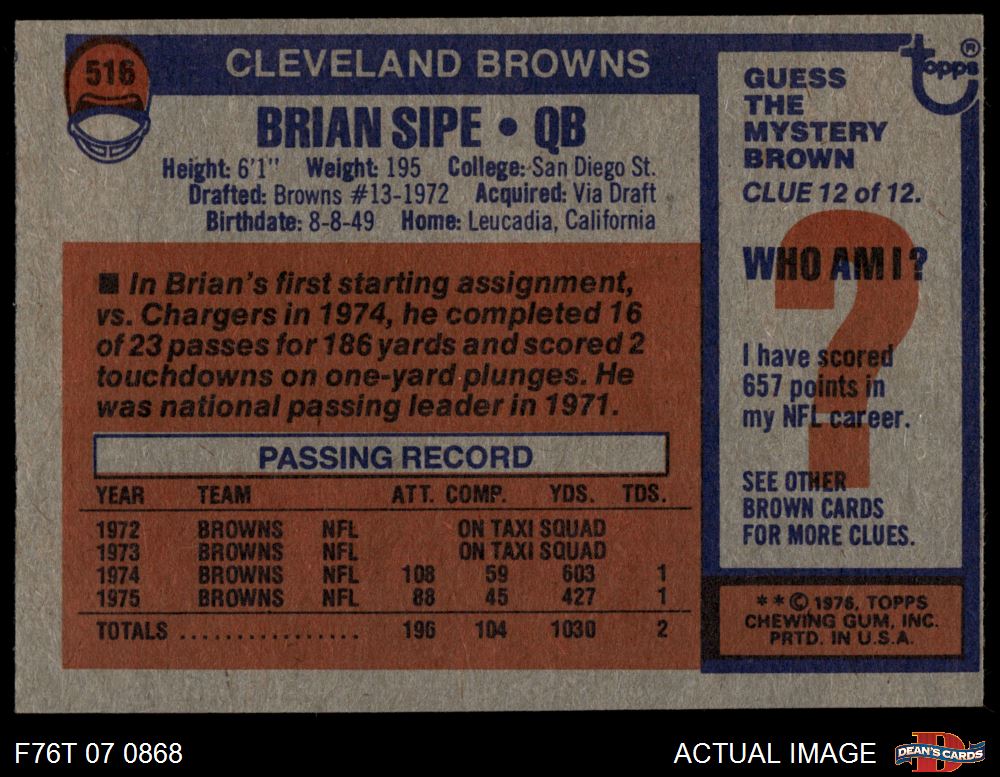 516
CLEVELAND BROWNS
BRIAN SIPE • QB
Height: 6'1" Weight: 195 College: San Diego St.
Drafted: Browns #13-1972 Acquired: Via Draft
Birthdate: 8-8-49 Home: Leucadia, California
■ In Brian's first starting assignment,
vs. Chargers in 1974, he completed 16
of 23 passes for 186 yards and scored 2
touchdowns on one-yard plunges. He
was national passing leader in 1971.
PASSING RECORD
YEAR TEAM ATT. COMP. YDS. TDS.
1972 BROWNS NFL ON TAXI SQUAD
1973 BROWNS NFL ON TAXI SQUAD
1974 BROWNS NFL 108 59 603 1
1975 BROWNS NFL 88 45 427 1
TOTALS ................ 196 104 1030 2
topps ®
GUESS
THE
MYSTERY
BROWN
CLUE 12 of 12.
WHO AM I?
I have scored
657 points in
my NFL career.
SEE OTHER
BROWN CARDS
FOR MORE CLUES.
* * © 1976, TOPPS
CHEWING GUM, INC.
PRTD. IN U.S.A.
F76T 07 0868
ACTUAL IMAGE
DEAN'S CARDS